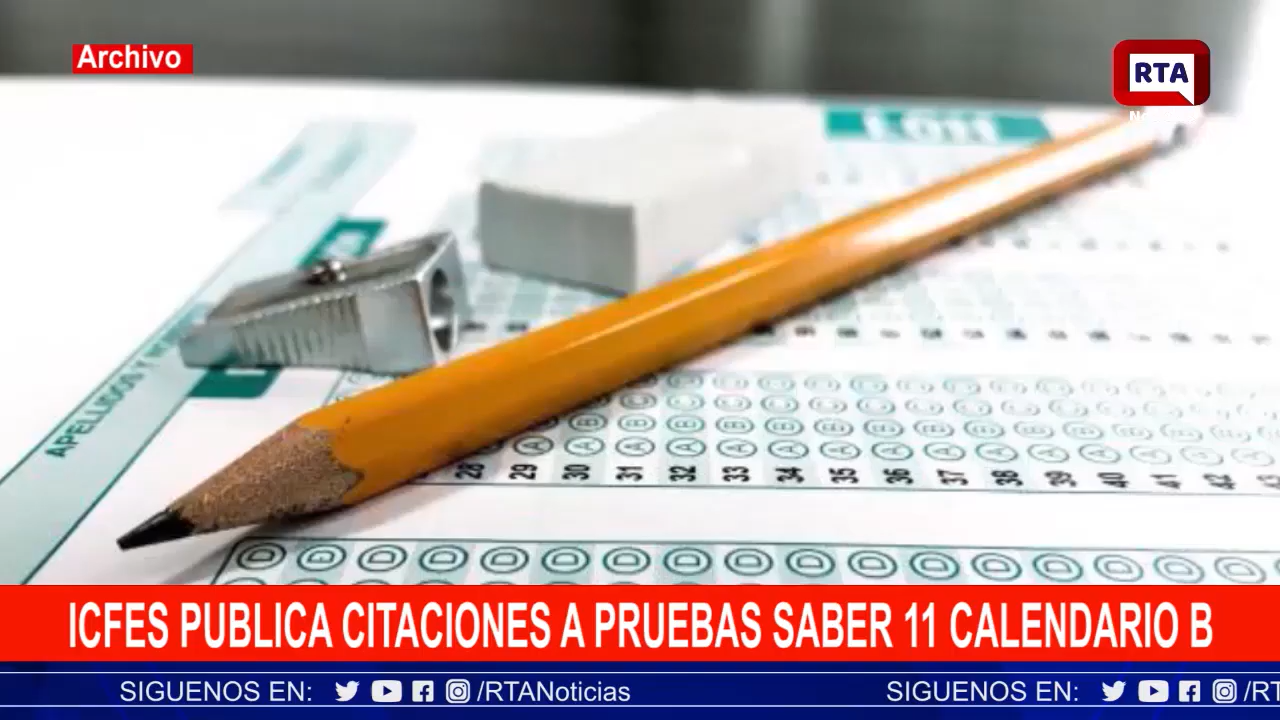 Archivo
RTA
APELLIDOS Y
28 29 30 31 32 33 34 35 36 37 38 39 40 41 42
ICFES PUBLICA CITACIONES A PRUEBAS SABER 11 CALENDARIO B
SIGUENOS EN: /RTANoticias SIGUENOS EN: /RT